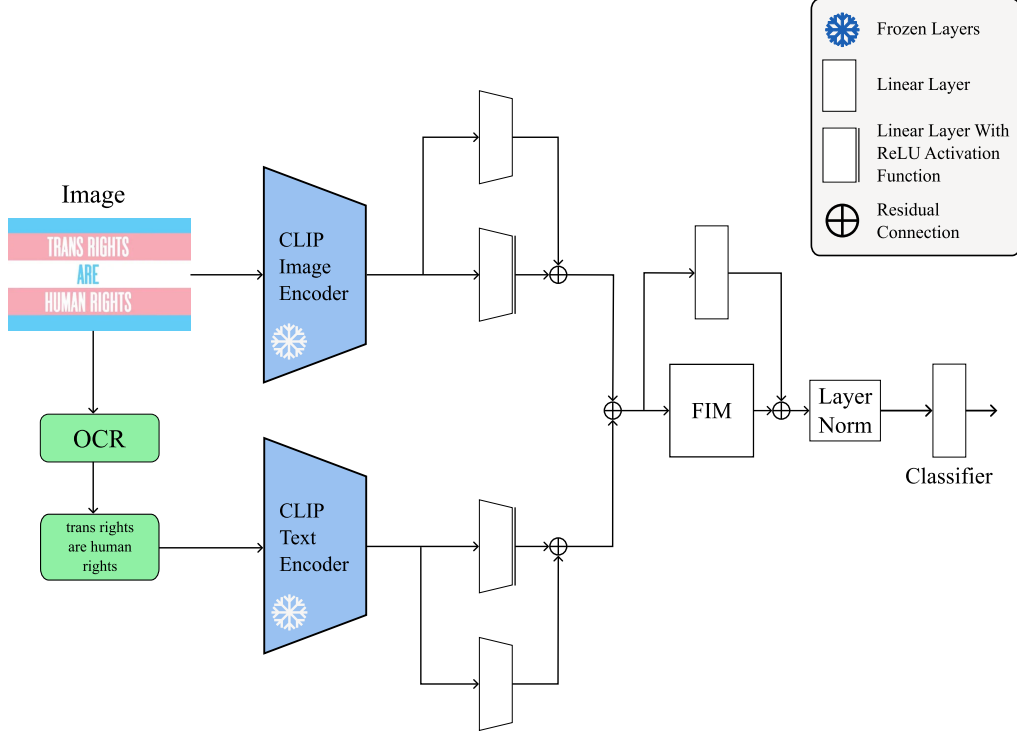 Frozen Layers
Linear Layer
Linear Layer With
ReLU Activation
Function
Residual
Connection
Image
TRANS RIGHTS
ARE
HUMAN RIGHTS
CLIP
Image
Encoder
OCR
trans rights
are human
rights
CLIP
Text
Encoder
FIM
Layer
Norm
Classifier